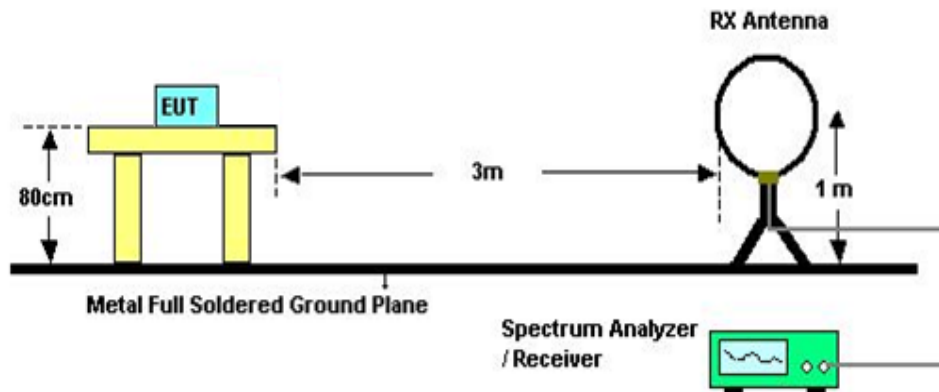 RX Antenna
EUT
3m
80cm
1 m
Metal Full Soldered Ground Plane
Spectrum Analyzer
/ Receiver